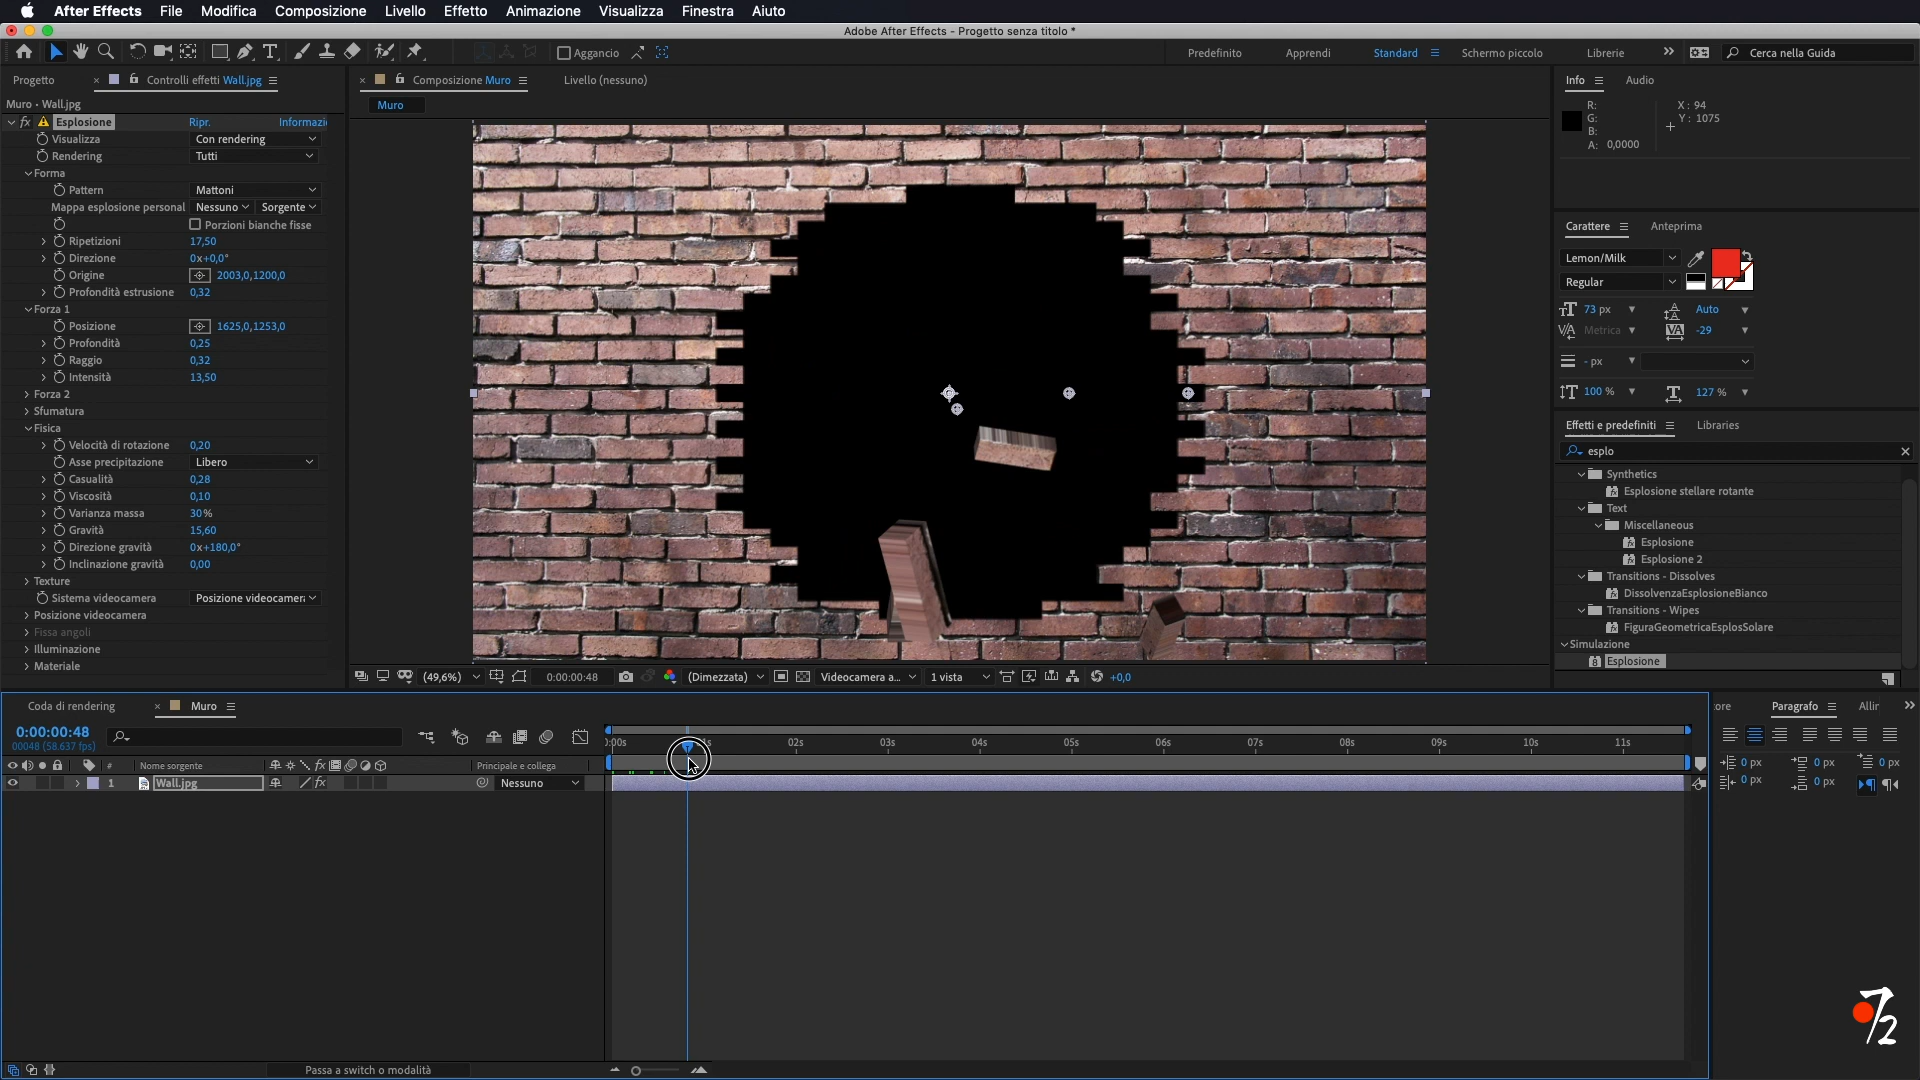 After Effects File Modifica Composizione Livello Effetto Animazione Visualizza Finestra Aiuto
Adobe After Effects - Progetto senza titolo *
Aggancio
Predefinito Apprendi Standard Schermo piccolo Librerie Cerca nella Guida
Progetto Controlli effetti Wall.jpg
Composizione Muro Livello (nessuno)
Info Audio
Muro • Wall.jpg
Muro
R:
G:
B:
A: 0,0000
X: 94
Y: 1075
fx Esplosione Ripr. Informazi
Visualizza Con rendering
Rendering Tutti
Forma
Pattern Mattoni
Mappa esplosione personal Nessuno Sorgente
Porzioni bianche fisse
Ripetizioni 17,50
Direzione 0x+0,0°
Origine 2003,0,1200,0
Profondità estrusione 0,32
Forza 1
Posizione 1625,0,1253,0
Profondità 0,25
Raggio 0,32
Intensità 13,50
Forza 2
Sfumatura
Fisica
Velocità di rotazione 0,20
Asse precipitazione Libero
Casualità 0,28
Viscosità 0,10
Varianza massa 30%
Gravità 15,60
Direzione gravità 0x+180,0°
Inclinazione gravità 0,00
Texture
Sistema videocamera Posizione videocamera
Posizione videocamera
Fissa angoli
Illuminazione
Materiale
Carattere Anteprima
Lemon/Milk
Regular
73 px Auto
Metrica -29
- px
100 % 127 %
Effetti e predefiniti Libraries
esplo
Synthetics
Esplosione stellare rotante
Text
Miscellaneous
Esplosione
Esplosione 2
Transitions - Dissolves
DissolvenzaEsplosioneBianco
Transitions - Wipes
FiguraGeometricaEsplosSolare
Simulazione
Esplosione
(49,6%) 0:00:00:48 (Dimezzata) Videocamera a... 1 vista +0,0
Coda di rendering Muro
0:00:00:48
00048 (58.637 fps)
# Nome sorgente fx Principale e collega
1 Wall.jpg fx Nessuno
):00s 1s 02s 03s 04s 05s 06s 07s 08s 09s 10s 11s
Passa a switch o modalità
ore Paragrafo Allir
0 px 0 px 0 px
0 px 0 px
7/2